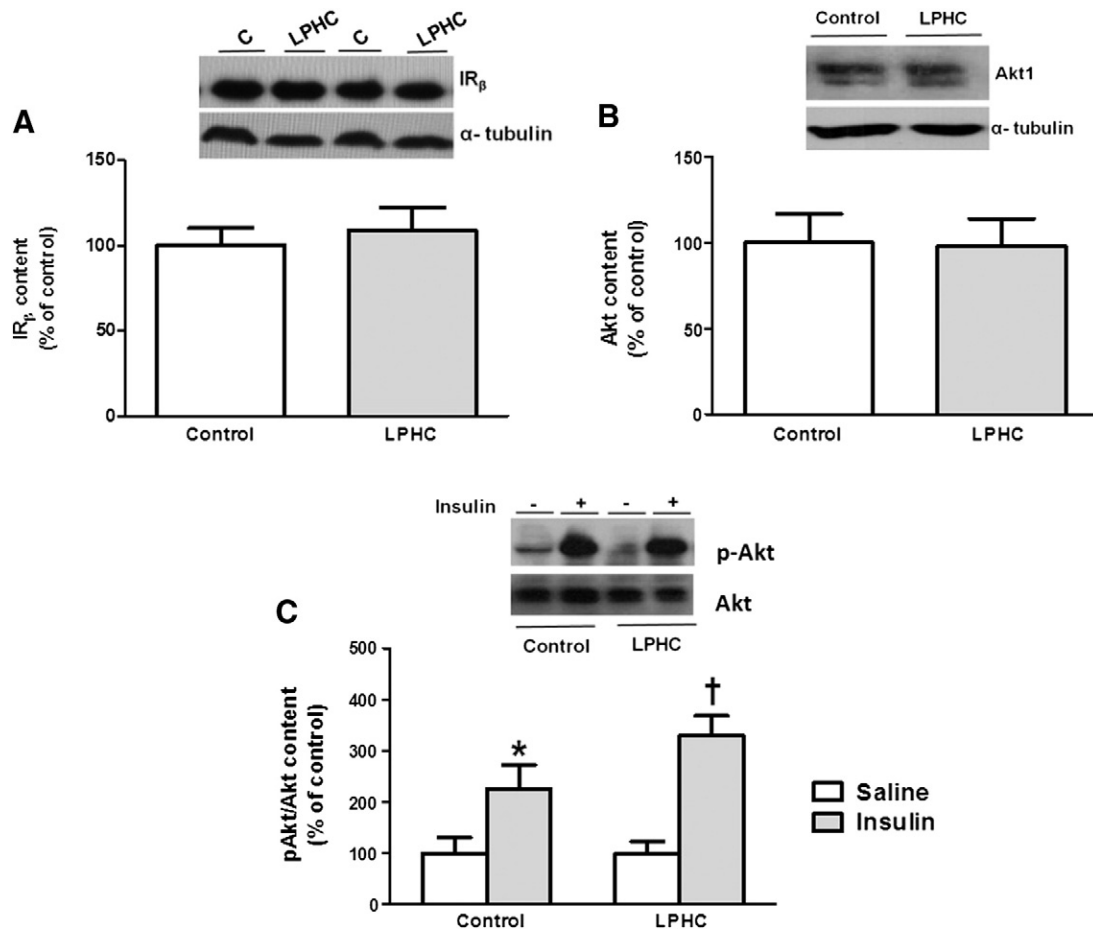 C LPHC C LPHC
IRβ
α- tubulin
A
150
100
50
0
IRβ content
(% of control)
Control LPHC
Control LPHC
Akt1
α- tubulin
B
150
100
50
0
Akt content
(% of control)
Control LPHC
Insulin - + - +
p-Akt
Akt
Control LPHC
C
500
400
300
200
100
0
pAkt/Akt content
(% of control)
*
†
Control LPHC
Saline
Insulin